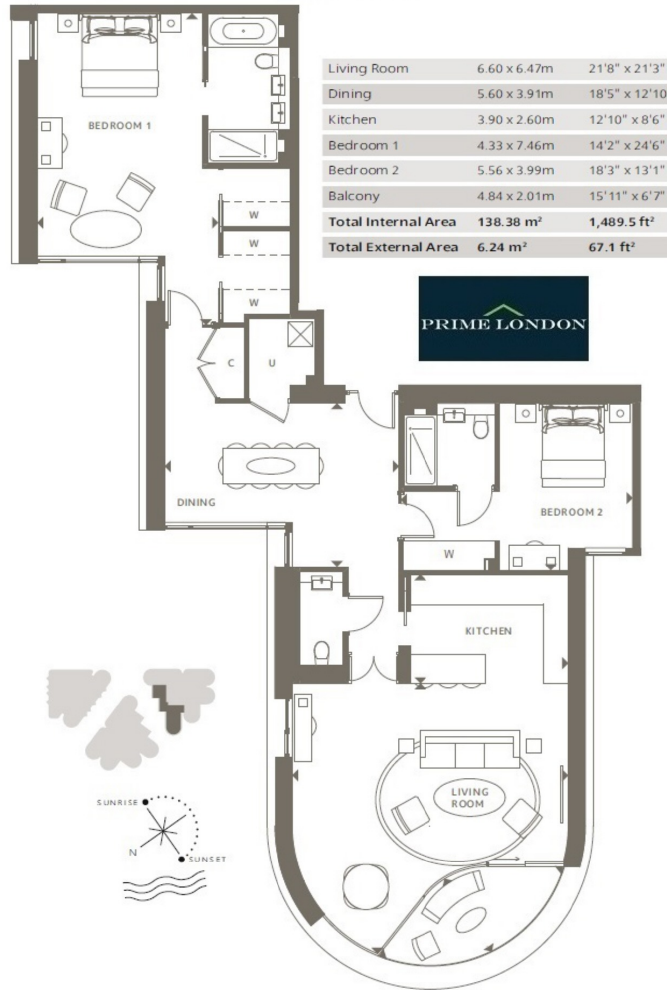 Living Room 6.60 x 6.47m 21'8" x 21'3"
Dining 5.60 x 3.91m 18'5" x 12'10
Kitchen 3.90 x 2.60m 12'10" x 8'6"
Bedroom 1 4.33 x 7.46m 14'2" x 24'6"
Bedroom 2 5.56 x 3.99m 18'3" x 13'1"
Balcony 4.84 x 2.01m 15'11" x 6'7"
Total Internal Area 138.38 m² 1,489.5 ft²
Total External Area 6.24 m² 67.1 ft²
PRIME LONDON
BEDROOM 1
W
W
W
C
U
DINING
BEDROOM 2
W
KITCHEN
LIVING
ROOM
SUNRISE
N
SUNSET